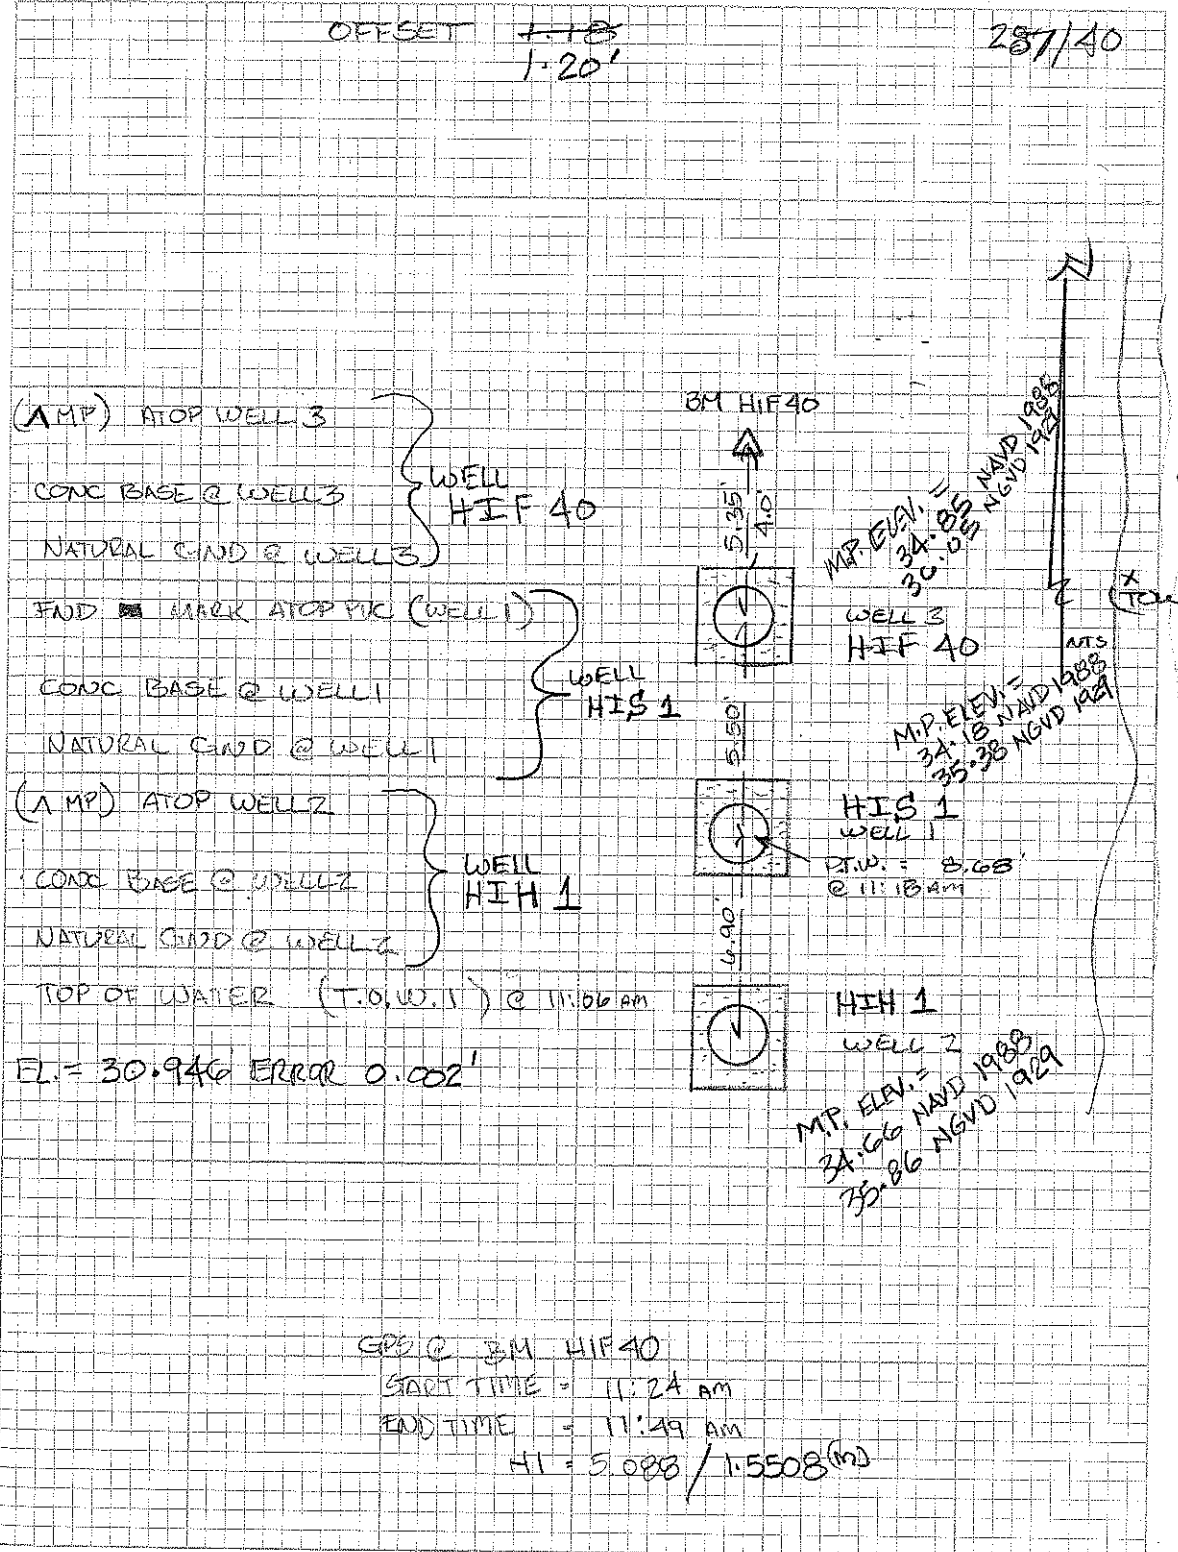 OFFSET 1.18
1.20'
287/40
N
(Λ MP) ATOP WELL 3
CONC BASE @ WELL 3
NATURAL GND @ WELL 3
WELL
HIF 40
FND MARK ATOP PVC (WELL 1)
CONC BASE @ WELL 1
NATURAL GND @ WELL 1
WELL
HIS 1
(Λ MP) ATOP WELL 2
CONC BASE @ WELL 2
NATURAL GND @ WELL 2
WELL
HIH 1
TOP OF WATER (T.O.W. 1) @ 11:06 AM
EL. = 30.946 ERROR 0.002'
BM HIF 40
5.35'
4.0'
M.P. ELEV. =
34.85 NAVD 1988
36.05 NGVD 1929
WELL 3
HIF 40
X
(TOW
NTS
5.50'
M.P. ELEV. =
34.18 NAVD 1988
35.38 NGVD 1929
HIS 1
WELL 1
D.T.W. = 8.68'
@ 11:18 AM
6.90'
HIH 1
WELL 2
M.P. ELEV. =
34.66 NAVD 1988
35.86 NGVD 1929
GPS @ BM HIF 40
START TIME = 11:24 AM
END TIME = 11:49 AM
HI = 5.088 / 1.5508 (M)